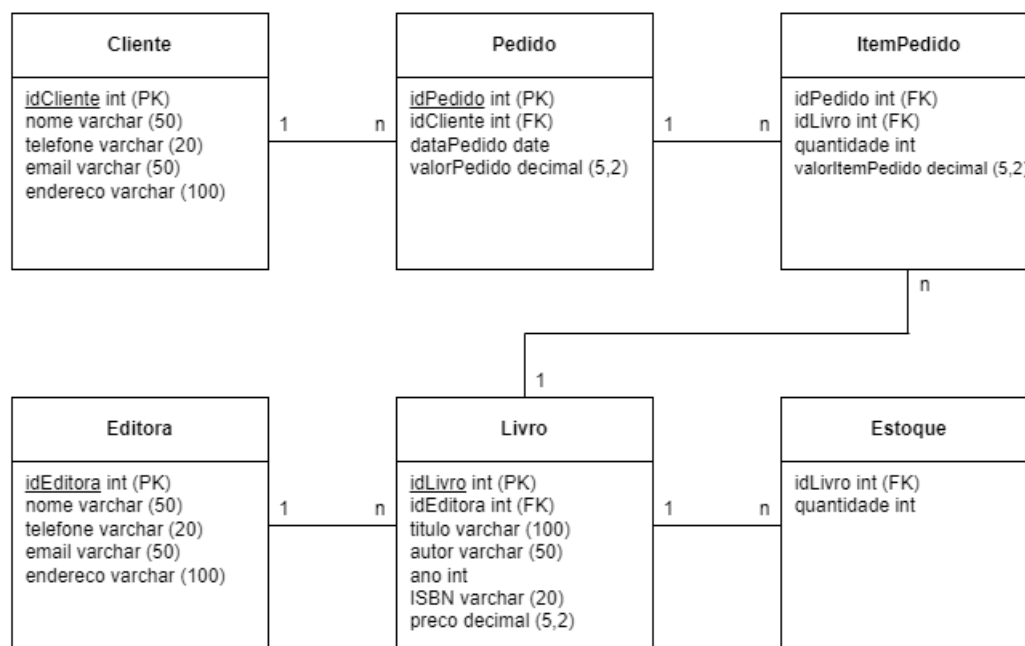 Cliente
idCliente int (PK)
nome varchar (50)
telefone varchar (20)
email varchar (50)
endereco varchar (100)
1
n
Pedido
idPedido int (PK)
idCliente int (FK)
dataPedido date
valorPedido decimal (5,2)
1
n
ItemPedido
idPedido int (FK)
idLivro int (FK)
quantidade int
valorItemPedido decimal (5,2)
n
1
Editora
idEditora int (PK)
nome varchar (50)
telefone varchar (20)
email varchar (50)
endereco varchar (100)
1
n
Livro
idLivro int (PK)
idEditora int (FK)
titulo varchar (100)
autor varchar (50)
ano int
ISBN varchar (20)
preco decimal (5,2)
1
n
Estoque
idLivro int (FK)
quantidade int